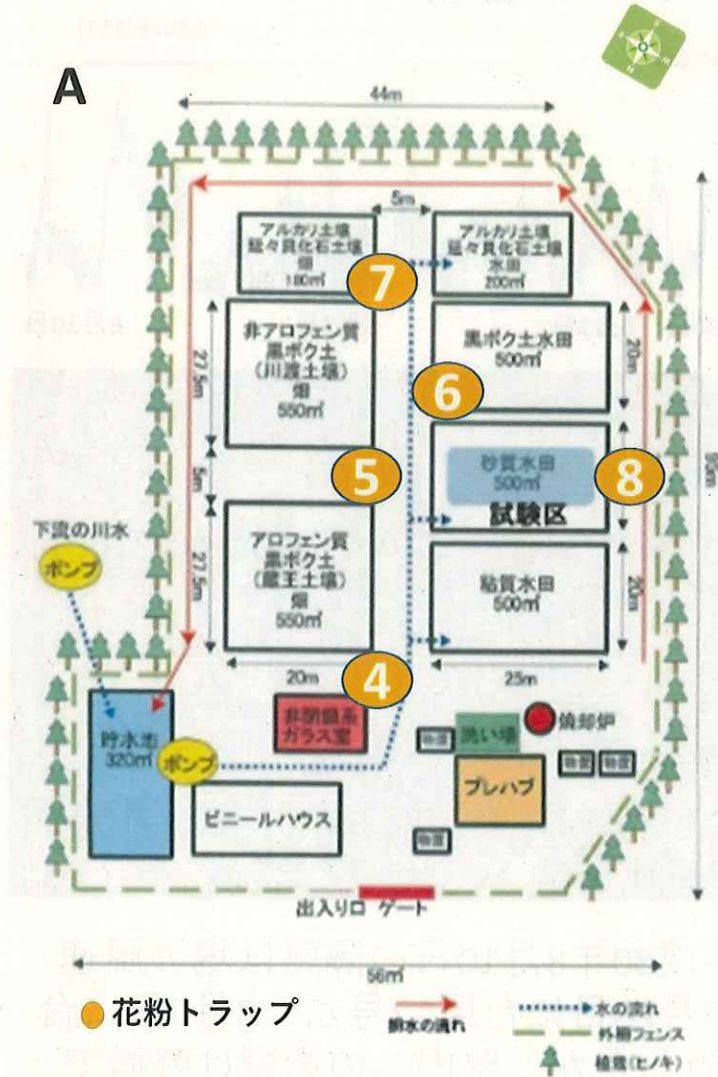 A
44m
5m
アルカリ土壌
延々貝化石土壌
畑
180㎡
アルカリ土壌
延々貝化石土壌
水田
200㎡
7
非アロフェン質
黒ボク土
(川渡土壌)
畑
550㎡
27.5m
黒ボク土水田
500㎡
20m
6
5
5m
砂質水田
500㎡
試験区
8
90m
下流の川水
ポンプ
アロフェン質
黒ボク土
(蔵王土壌)
畑
550㎡
27.5m
粘質水田
500㎡
20m
20m
4
25m
貯水池
320㎡
ポンプ
非閉鎖系
ガラス室
洗い場
焼却炉
プレハブ
ビニールハウス
出入り口 ゲート
56m
花粉トラップ
排水の流れ
水の流れ
外柵フェンス
植栽(ヒノキ)